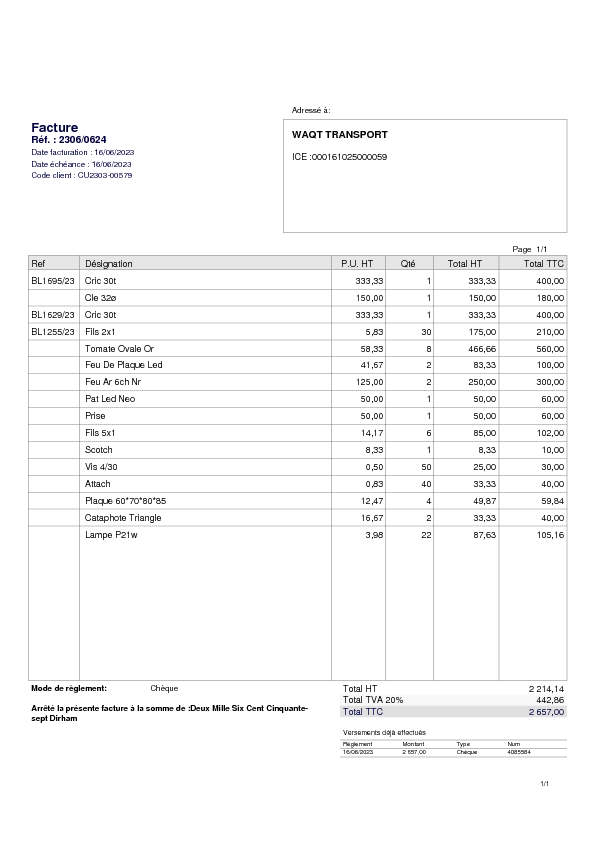 Adressé à:
Facture
Réf. : 2306/0624
Date facturation : 16/06/2023
Date échéance : 16/06/2023
Code client : CU2303-00579
WAQT TRANSPORT
ICE :000161025000059
Page 1/1
Ref Désignation P.U. HT Qté Total HT Total TTC
BL1695/23 Cric 30t 333,33 1 333,33 400,00
Cle 32ø 150,00 1 150,00 180,00
BL1629/23 Cric 30t 333,33 1 333,33 400,00
BL1255/23 Fils 2x1 5,83 30 175,00 210,00
Tomate Ovale Or 58,33 8 466,66 560,00
Feu De Plaque Led 41,67 2 83,33 100,00
Feu Ar 6ch Nr 125,00 2 250,00 300,00
Pat Led Neo 50,00 1 50,00 60,00
Prise 50,00 1 50,00 60,00
Fils 5x1 14,17 6 85,00 102,00
Scotch 8,33 1 8,33 10,00
Vis 4/30 0,50 50 25,00 30,00
Attach 0,83 40 33,33 40,00
Plaque 60*70*80*85 12,47 4 49,87 59,84
Cataphote Triangle 16,67 2 33,33 40,00
Lampe P21w 3,98 22 87,63 105,16
Mode de règlement: Chèque
Arrêté la présente facture à la somme de :Deux Mille Six Cent Cinquante-
sept Dirham
Total HT 2 214,14
Total TVA 20% 442,86
Total TTC 2 657,00
Versements déjà effectués
Règlement Montant Type Num
16/06/2023 2 657,00 Chèque 4085584
1/1